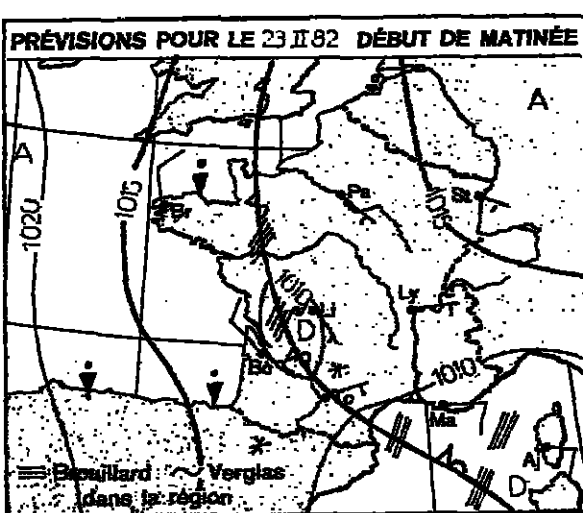 PRÉVISIONS POUR LE 23 II 82 DÉBUT DE MATINÉE
A
A
1020
1015
1015
Br
Pa
St
1010
Li
D
Bo
Ly
1010
To
Ma
A
D
Brouillard
Verglas
dans la région